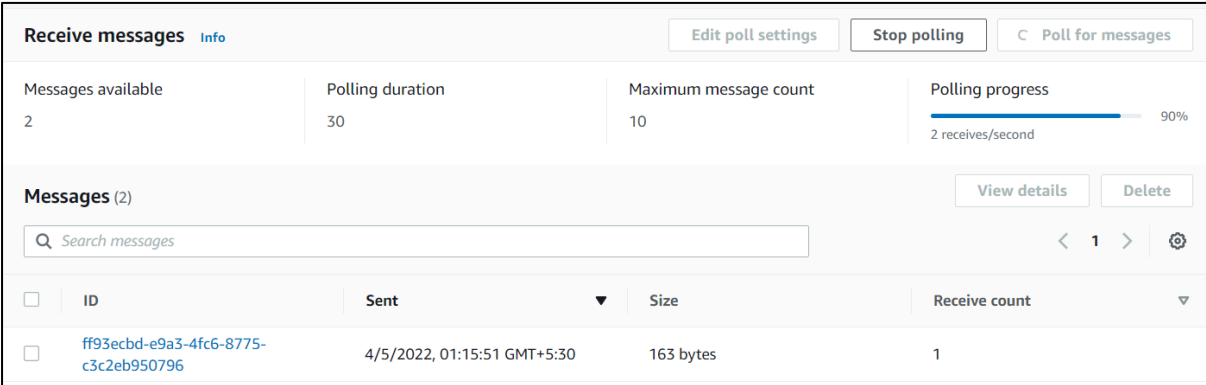 Receive messages Info
Edit poll settings
Stop polling
Poll for messages
Messages available
2
Polling duration
30
Maximum message count
10
Polling progress
90%
2 receives/second
Messages (2)
View details
Delete
Search messages
1
ID
Sent
Size
Receive count
ff93ecbd-e9a3-4fc6-8775-
c3c2eb950796
4/5/2022, 01:15:51 GMT+5:30
163 bytes
1